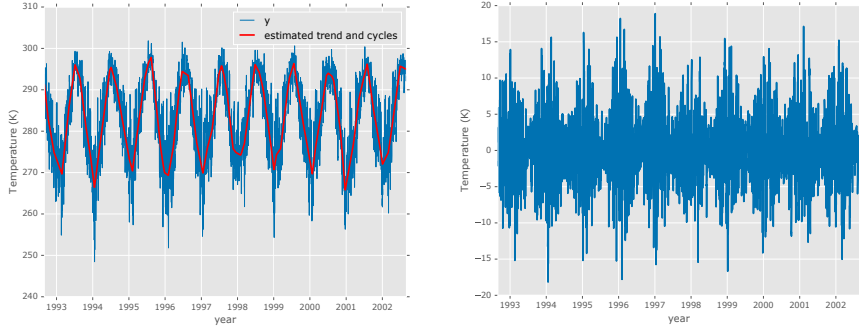 310
300
290
280
270
260
250
240
Temperature (K)
y
estimated trend and cycles
1993 1994 1995 1996 1997 1998 1999 2000 2001 2002
year
20
15
10
5
0
−5
−10
−15
−20
Temperature (K)
1993 1994 1995 1996 1997 1998 1999 2000 2001 2002
year